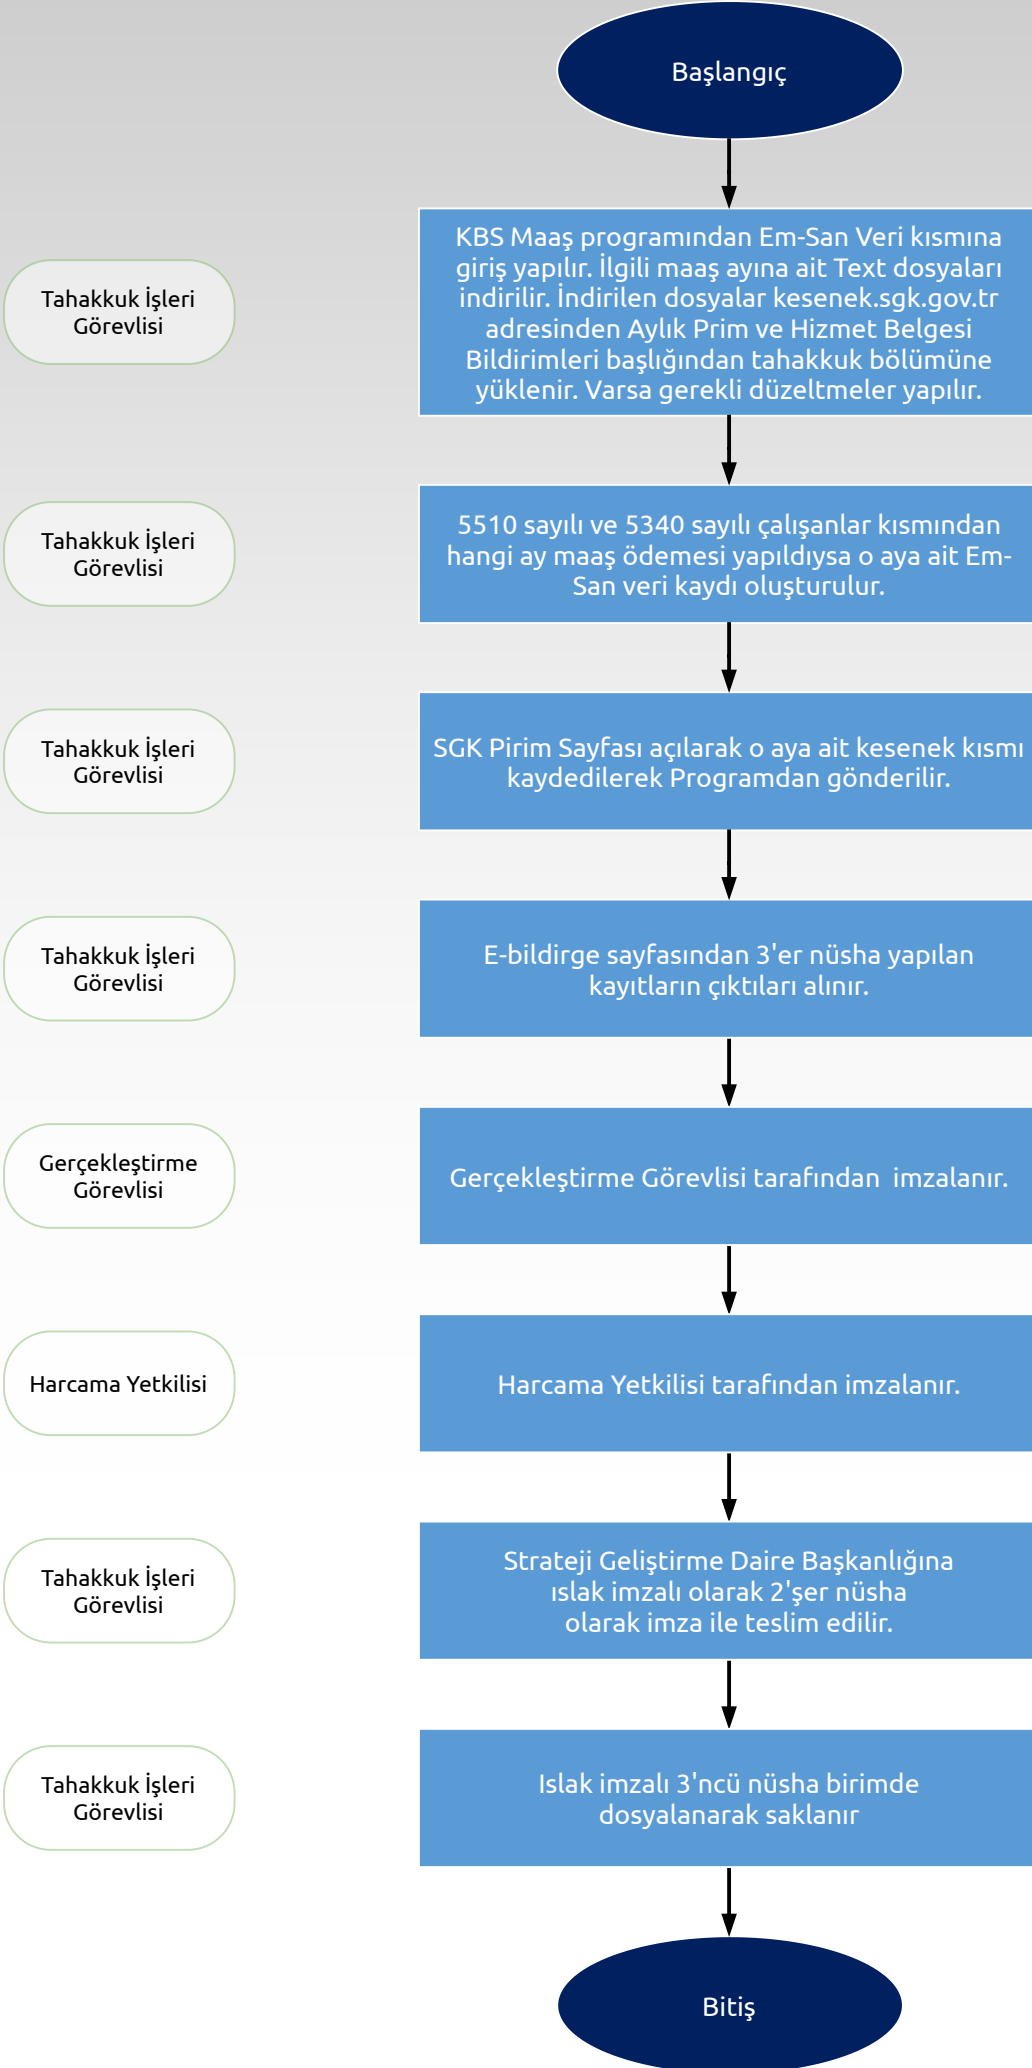 Başlangıç
Tahakkuk İşleri
Görevlisi
KBS Maaş programından Em-San Veri kısmına
giriş yapılır. İlgili maaş ayına ait Text dosyaları
indirilir. İndirilen dosyalar kesenek.sgk.gov.tr
adresinden Aylık Prim ve Hizmet Belgesi
Bildirimleri başlığından tahakkuk bölümüne
yüklenir. Varsa gerekli düzeltmeler yapılır.
Tahakkuk İşleri
Görevlisi
5510 sayılı ve 5340 sayılı çalışanlar kısmından
hangi ay maaş ödemesi yapıldıysa o aya ait Em-
San veri kaydı oluşturulur.
Tahakkuk İşleri
Görevlisi
SGK Pirim Sayfası açılarak o aya ait kesenek kısmı
kaydedilerek Programdan gönderilir.
Tahakkuk İşleri
Görevlisi
E-bildirge sayfasından 3'er nüsha yapılan
kayıtların çıktıları alınır.
Gerçekleştirme
Görevlisi
Gerçekleştirme Görevlisi tarafından  imzalanır.
Harcama Yetkilisi
Harcama Yetkilisi tarafından imzalanır.
Tahakkuk İşleri
Görevlisi
Strateji Geliştirme Daire Başkanlığına
ıslak imzalı olarak 2'şer nüsha
olarak imza ile teslim edilir.
Tahakkuk İşleri
Görevlisi
Islak imzalı 3'ncü nüsha birimde
dosyalanarak saklanır
Bitiş